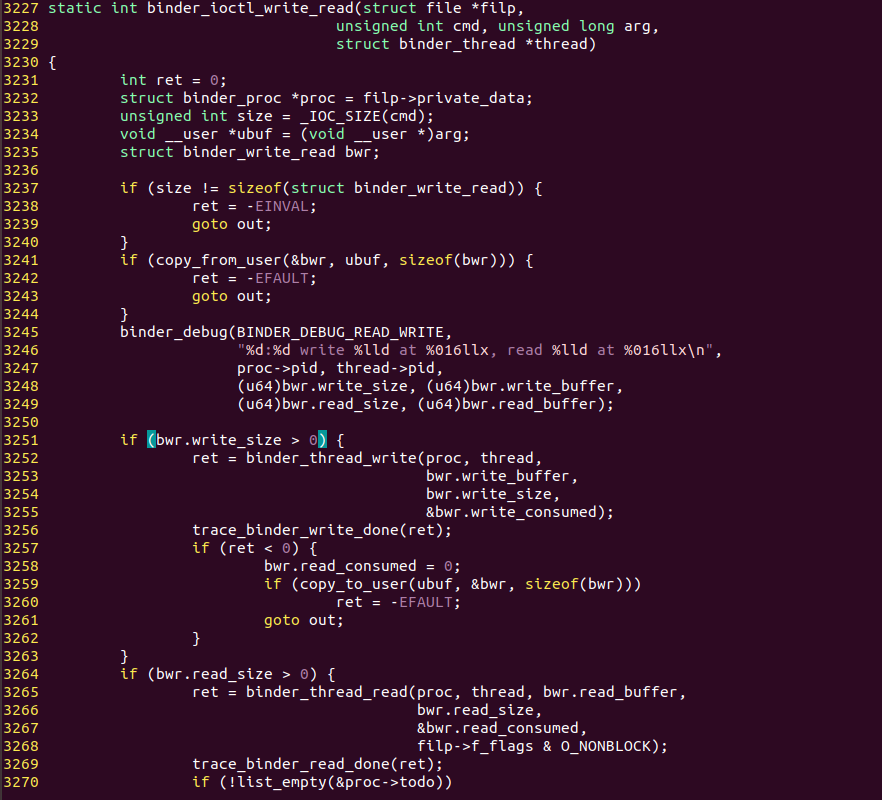 3227 static int binder_ioctl_write_read(struct file *filp,
3228                                 unsigned int cmd, unsigned long arg,
3229                                 struct binder_thread *thread)
3230 {
3231         int ret = 0;
3232         struct binder_proc *proc = filp->private_data;
3233         unsigned int size = _IOC_SIZE(cmd);
3234         void __user *ubuf = (void __user *)arg;
3235         struct binder_write_read bwr;
3236
3237         if (size != sizeof(struct binder_write_read)) {
3238                 ret = -EINVAL;
3239                 goto out;
3240         }
3241         if (copy_from_user(&bwr, ubuf, sizeof(bwr))) {
3242                 ret = -EFAULT;
3243                 goto out;
3244         }
3245         binder_debug(BINDER_DEBUG_READ_WRITE,
3246                      "%d:%d write %lld at %016llx, read %lld at %016llx\n",
3247                      proc->pid, thread->pid,
3248                      (u64)bwr.write_size, (u64)bwr.write_buffer,
3249                      (u64)bwr.read_size, (u64)bwr.read_buffer);
3250
3251         if (bwr.write_size > 0) {
3252                 ret = binder_thread_write(proc, thread,
3253                                           bwr.write_buffer,
3254                                           bwr.write_size,
3255                                           &bwr.write_consumed);
3256                 trace_binder_write_done(ret);
3257                 if (ret < 0) {
3258                         bwr.read_consumed = 0;
3259                         if (copy_to_user(ubuf, &bwr, sizeof(bwr)))
3260                                 ret = -EFAULT;
3261                         goto out;
3262                 }
3263         }
3264         if (bwr.read_size > 0) {
3265                 ret = binder_thread_read(proc, thread, bwr.read_buffer,
3266                                          bwr.read_size,
3267                                          &bwr.read_consumed,
3268                                          filp->f_flags & O_NONBLOCK);
3269                 trace_binder_read_done(ret);
3270                 if (!list_empty(&proc->todo))